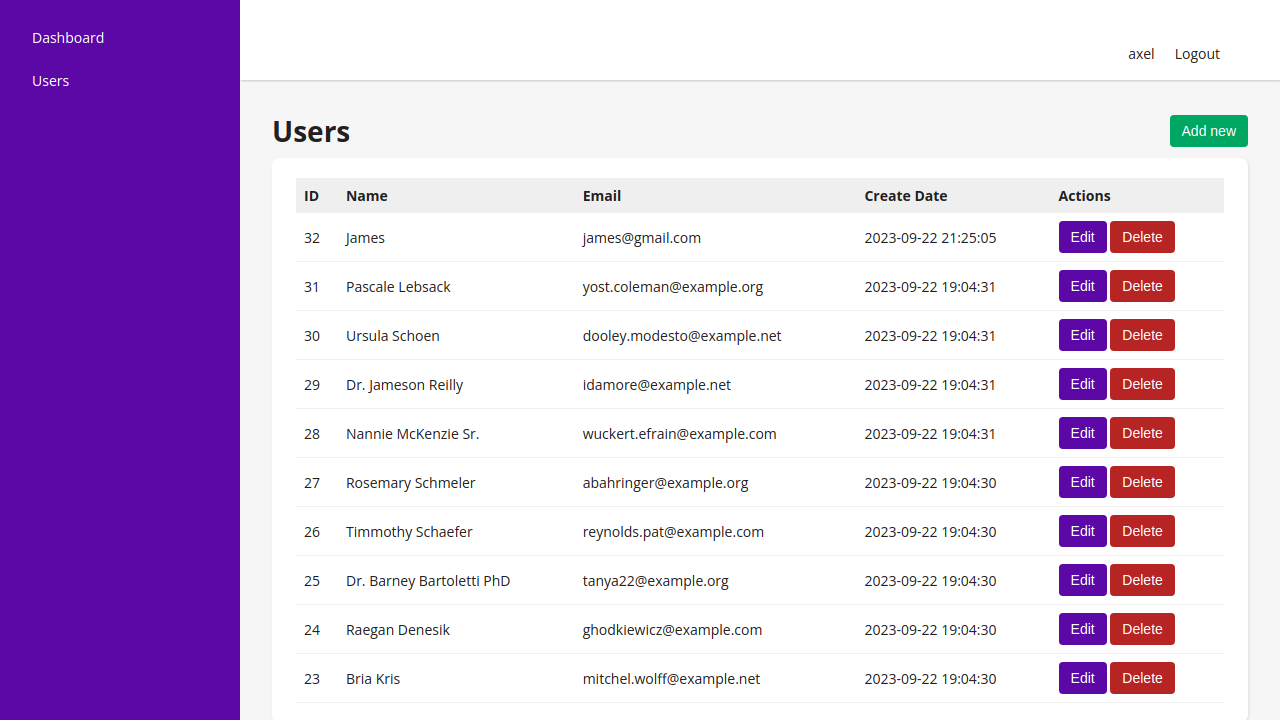 Dashboard
Users
axel Logout
Users Add new
ID Name Email Create Date Actions
32 James james@gmail.com 2023-09-22 21:25:05 Edit Delete
31 Pascale Lebsack yost.coleman@example.org 2023-09-22 19:04:31 Edit Delete
30 Ursula Schoen dooley.modesto@example.net 2023-09-22 19:04:31 Edit Delete
29 Dr. Jameson Reilly idamore@example.net 2023-09-22 19:04:31 Edit Delete
28 Nannie McKenzie Sr. wuckert.efrain@example.com 2023-09-22 19:04:31 Edit Delete
27 Rosemary Schmeler abahringer@example.org 2023-09-22 19:04:30 Edit Delete
26 Timmothy Schaefer reynolds.pat@example.com 2023-09-22 19:04:30 Edit Delete
25 Dr. Barney Bartoletti PhD tanya22@example.org 2023-09-22 19:04:30 Edit Delete
24 Raegan Denesik ghodkiewicz@example.com 2023-09-22 19:04:30 Edit Delete
23 Bria Kris mitchel.wolff@example.net 2023-09-22 19:04:30 Edit Delete